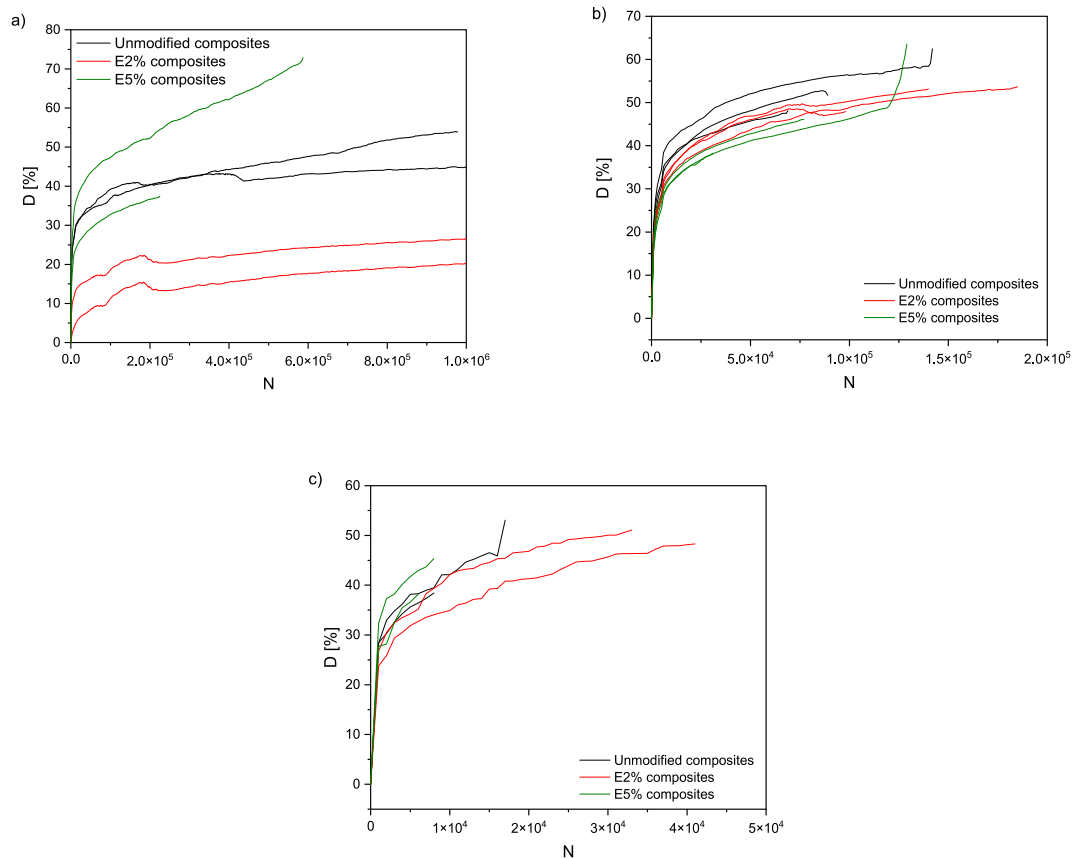 a)
80
70
60
50
40
30
20
10
0
D [%]
Unmodified composites
E2% composites
E5% composites
0.0
2.0×10⁵
4.0×10⁵
6.0×10⁵
8.0×10⁵
1.0×10⁶
N
b)
70
60
50
40
30
20
10
0
D [%]
Unmodified composites
E2% composites
E5% composites
0.0
5.0×10⁴
1.0×10⁵
1.5×10⁵
2.0×10⁵
N
c)
60
50
40
30
20
10
0
D [%]
Unmodified composites
E2% composites
E5% composites
0
1×10⁴
2×10⁴
3×10⁴
4×10⁴
5×10⁴
N